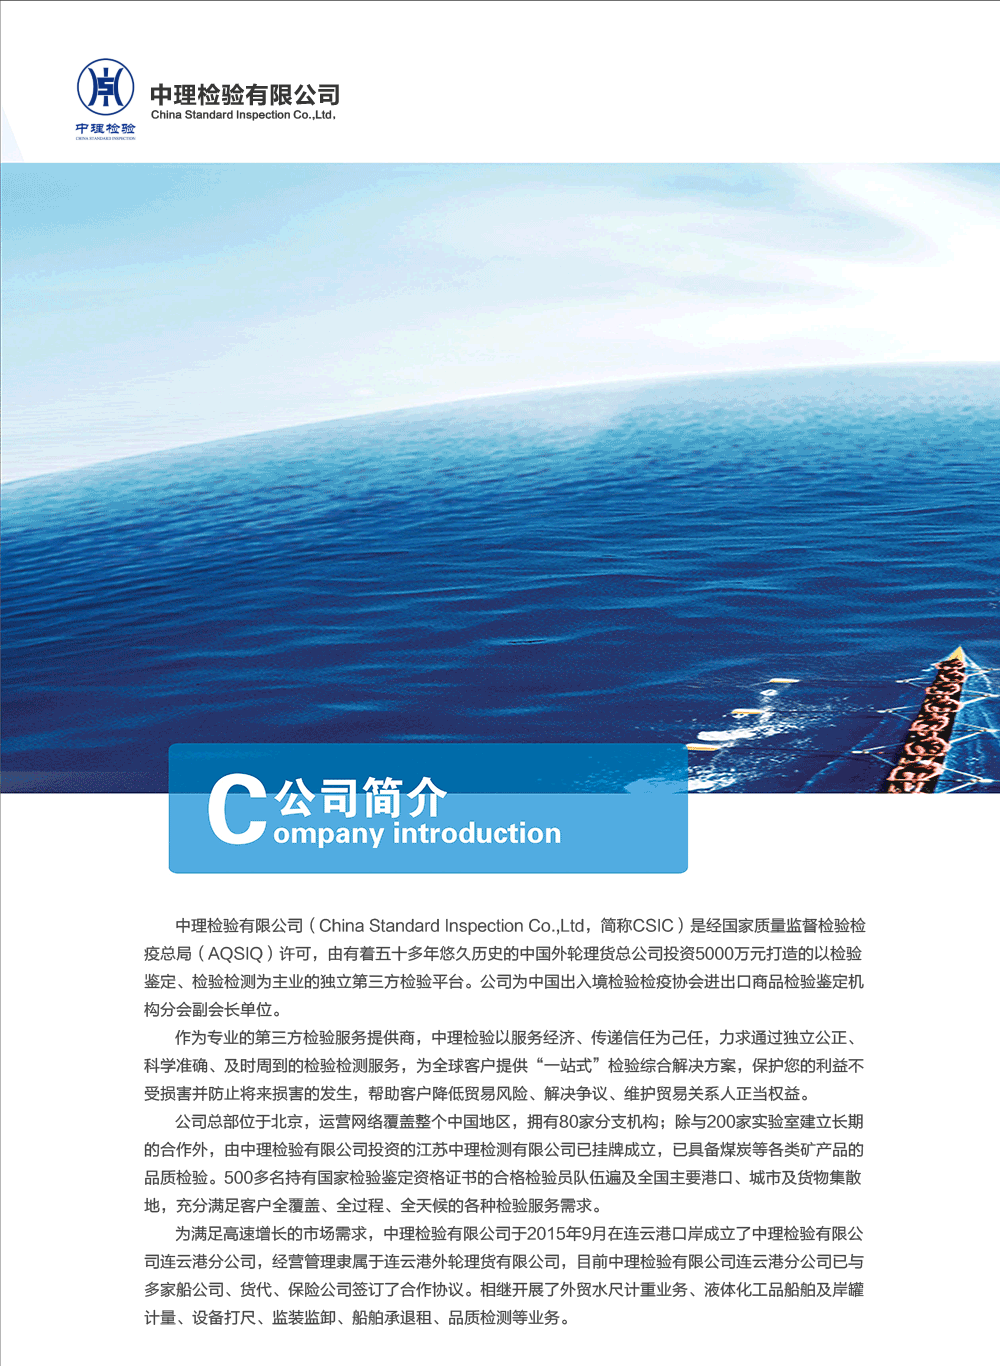 中理检验
CHINA STANDARD INSPECTION
中理检验有限公司
China Standard Inspection Co.,Ltd,
C公司简介
ompany introduction
中理检验有限公司（China Standard Inspection Co.,Ltd，简称CSIC）是经国家质量监督检验检
疫总局（AQSIQ）许可，由有着五十多年悠久历史的中国外轮理货总公司投资5000万元打造的以检验
鉴定、检验检测为主业的独立第三方检验平台。公司为中国出入境检验检疫协会进出口商品检验鉴定机
构分会副会长单位。
作为专业的第三方检验服务提供商，中理检验以服务经济、传递信任为己任，力求通过独立公正、
科学准确、及时周到的检验检测服务，为全球客户提供“一站式”检验综合解决方案，保护您的利益不
受损害并防止将来损害的发生，帮助客户降低贸易风险、解决争议、维护贸易关系人正当权益。
公司总部位于北京，运营网络覆盖整个中国地区，拥有80家分支机构；除与200家实验室建立长期
的合作外，由中理检验有限公司投资的江苏中理检测有限公司已挂牌成立，已具备煤炭等各类矿产品的
品质检验。500多名持有国家检验鉴定资格证书的合格检验员队伍遍及全国主要港口、城市及货物集散
地，充分满足客户全覆盖、全过程、全天候的各种检验服务需求。
为满足高速增长的市场需求，中理检验有限公司于2015年9月在连云港口岸成立了中理检验有限公
司连云港分公司，经营管理隶属于连云港外轮理货有限公司，目前中理检验有限公司连云港分公司已与
多家船公司、货代、保险公司签订了合作协议。相继开展了外贸水尺计重业务、液体化工品船舶及岸罐
计量、设备打尺、监装监卸、船舶承退租、品质检测等业务。